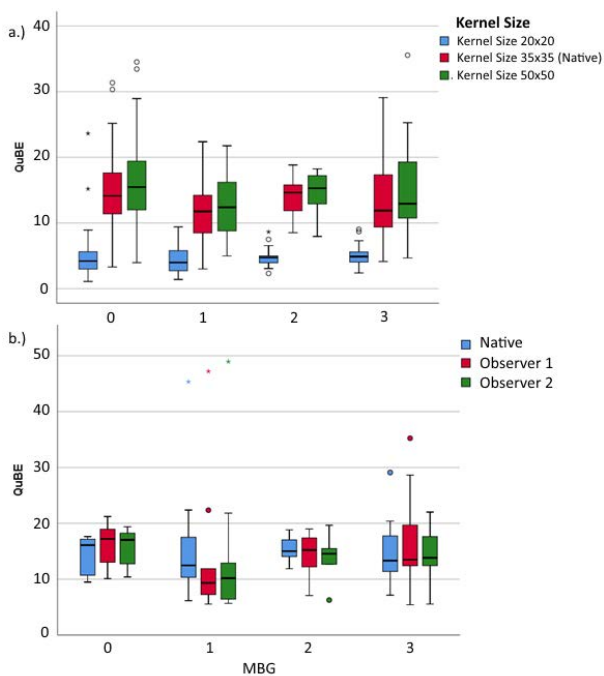 a.)
Kernel Size
Kernel Size 20x20
Kernel Size 35x35 (Native)
Kernel Size 50x50
40
30
20
10
0
QuBE
0 1 2 3
b.)
Native
Observer 1
Observer 2
50
40
30
20
10
0
QuBE
0 1 2 3
MBG